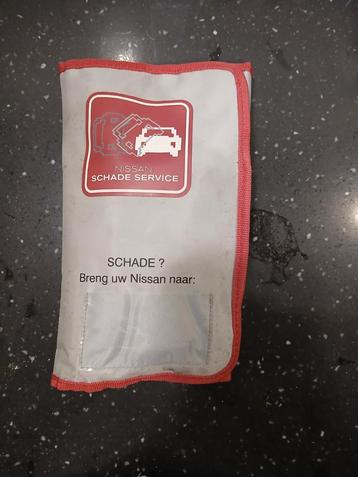 NISSAN
SCHADE SERVICE
SCHADE ?
Breng uw Nissan naar: